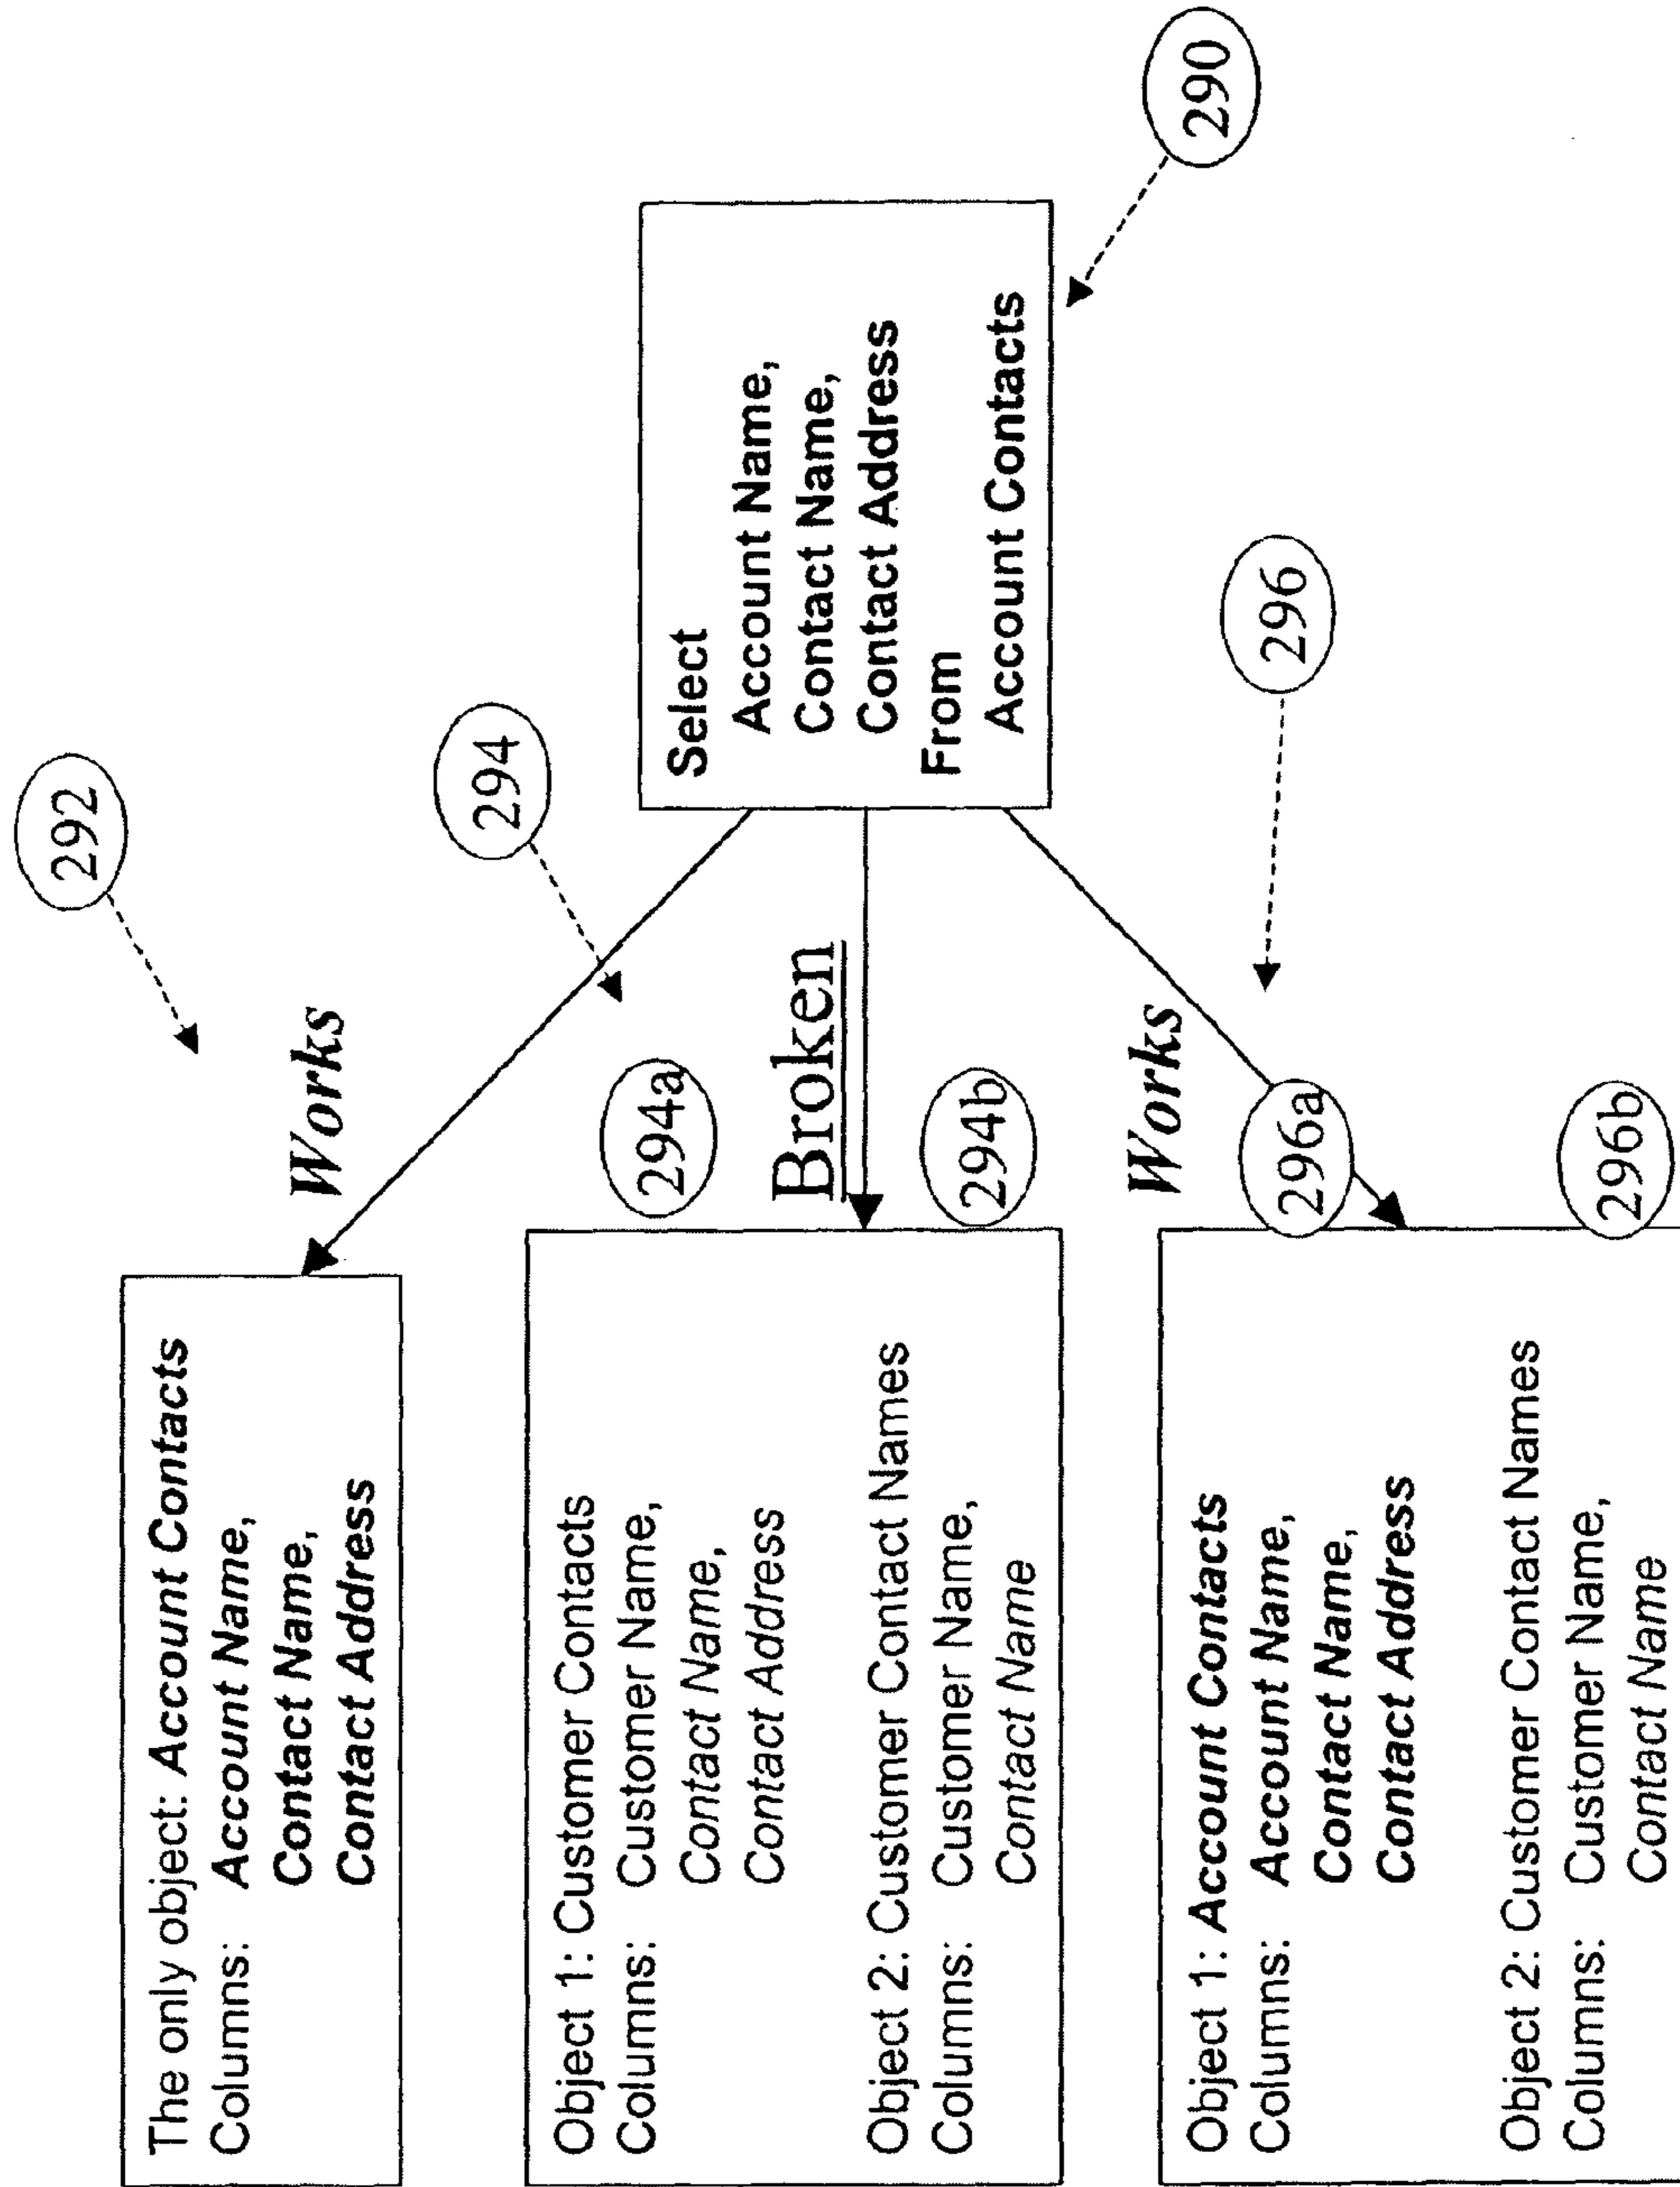 292
The only object: Account Contacts
Columns: Account Name,
Contact Name,
Contact Address
Works
294
294a
Object 1: Customer Contacts
Columns: Customer Name,
Contact Name,
Contact Address
Broken
Object 2: Customer Contact Names
Columns: Customer Name,
Contact Name
294b
Select
Account Name,
Contact Name,
Contact Address
From
Account Contacts
290
Works
296
296a
Object 1: Account Contacts
Columns: Account Name,
Contact Name,
Contact Address
Object 2: Customer Contact Names
Columns: Customer Name,
Contact Name
296b